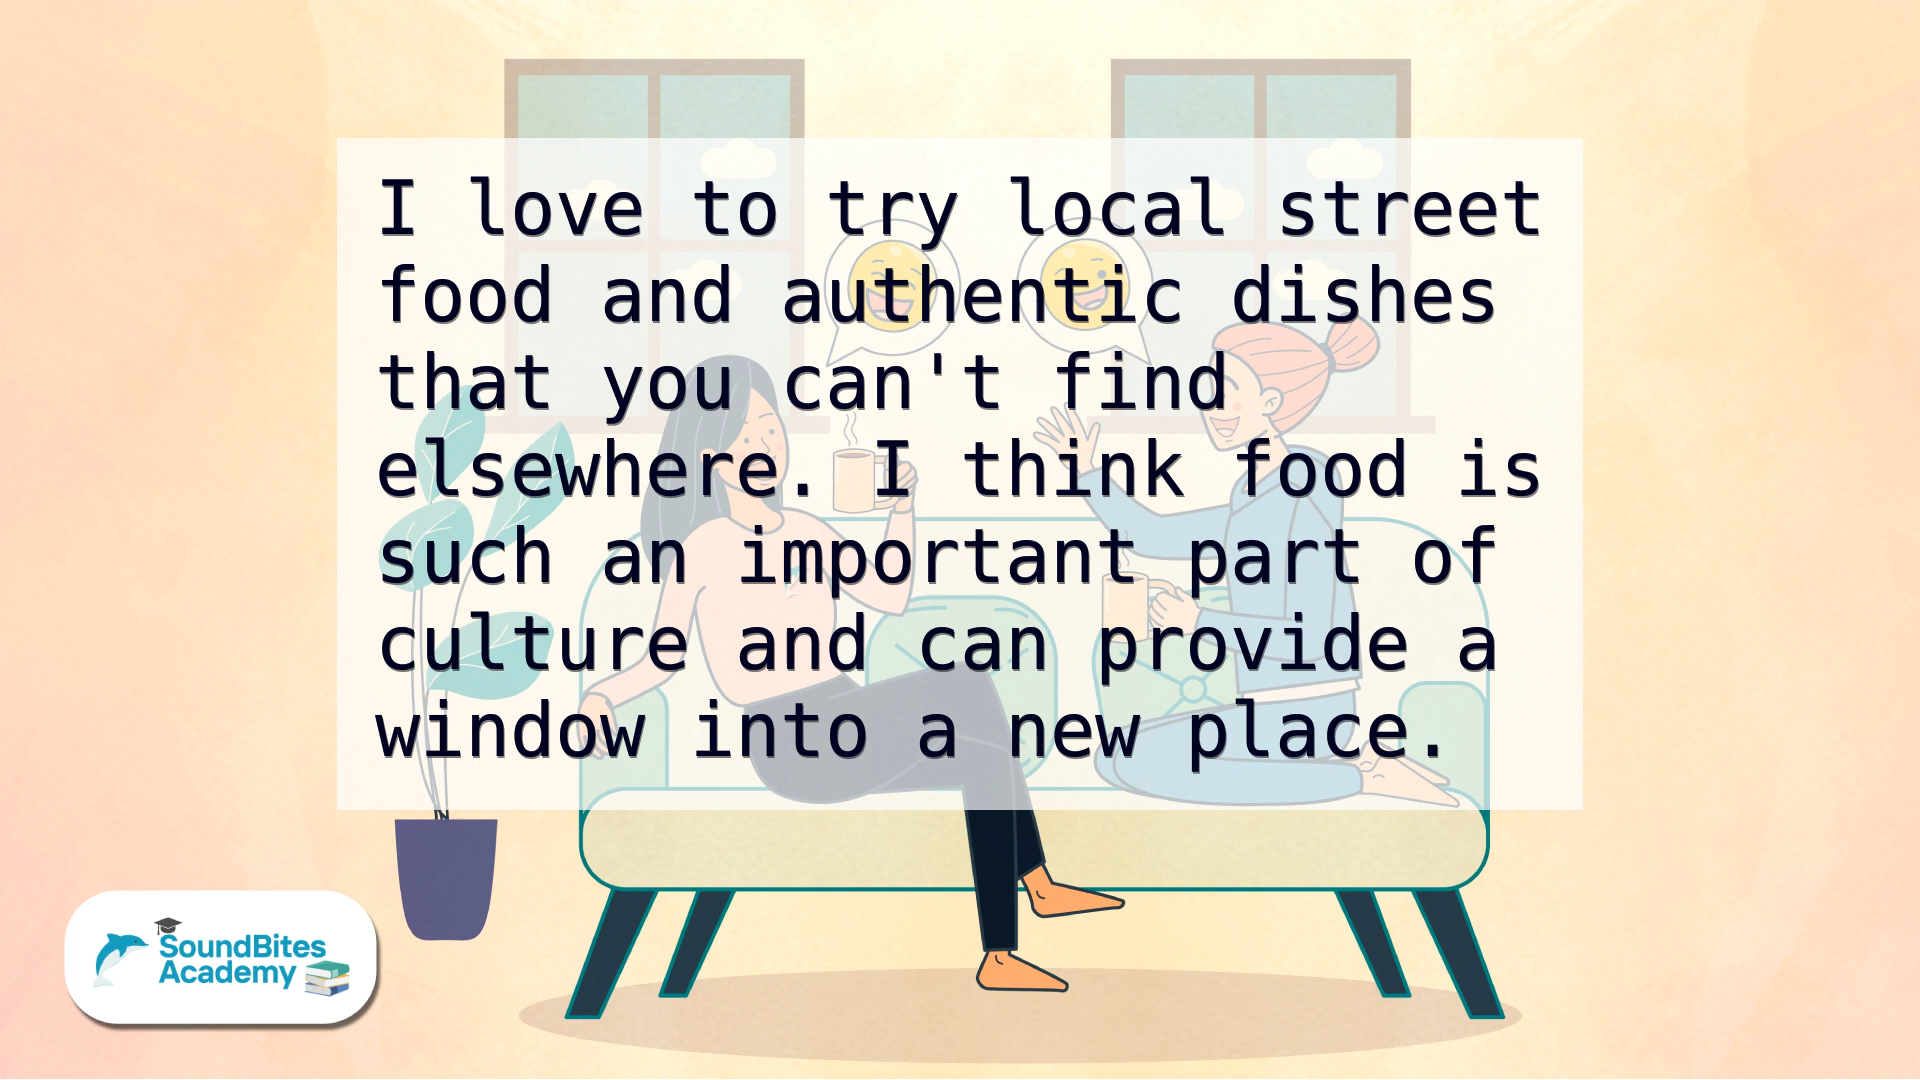 I love to try local street
food and authentic dishes
that you can't find
elsewhere. I think food is
such an important part of
culture and can provide a
window into a new place.
SoundBites
Academy